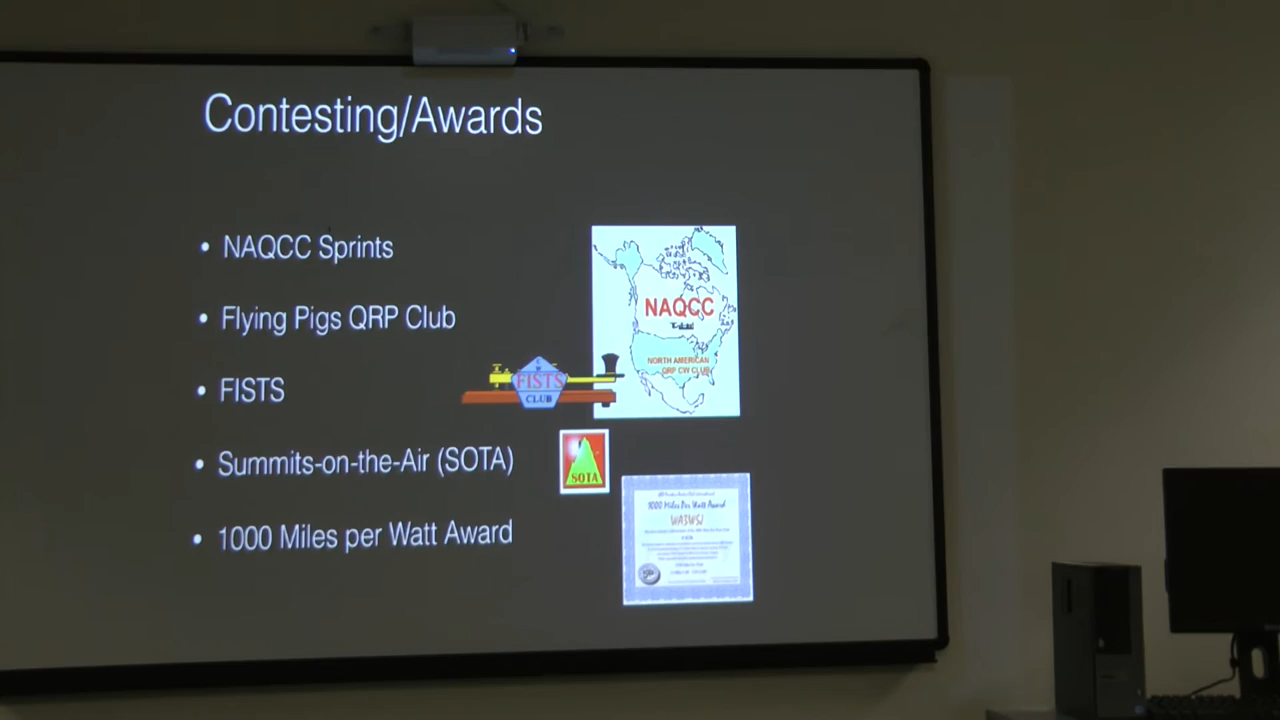 Contesting/Awards
• NAQCC Sprints
• Flying Pigs QRP Club
• FISTS
• Summits-on-the-Air (SOTA)
• 1000 Miles per Watt Award
NAQCC
NORTH AMERICAN
QRP CW CLUB
FISTS
CLUB
SOTA
1000 Miles Per Watt Award
WA3WSJ